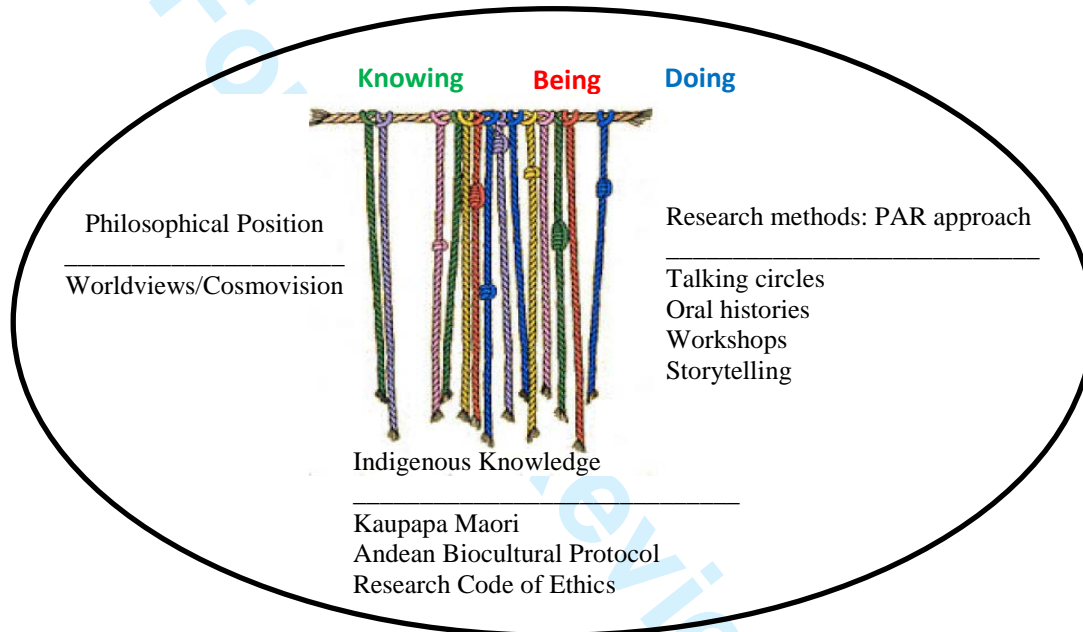 Knowing Being Doing
Philosophical Position
Worldviews/Cosmovision
Research methods: PAR approach
Talking circles
Oral histories
Workshops
Storytelling
Indigenous Knowledge
Kaupapa Maori
Andean Biocultural Protocol
Research Code of Ethics